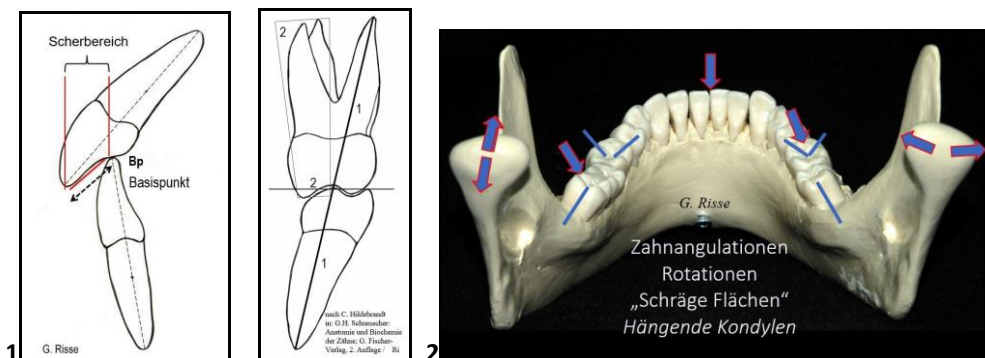 Scherbereich
Bp
Basispunkt
G. Risse
1
2
1
2
1
nach C. Hildebrandt
in: G.H. Schumacher:
Anatomie und Biochemie
der Zähne; G. Fischer-
Verlag, 2. Auflage / Ri
2
G. Risse
Zahnangulationen
Rotationen
„Schräge Flächen“
Hängende Kondylen